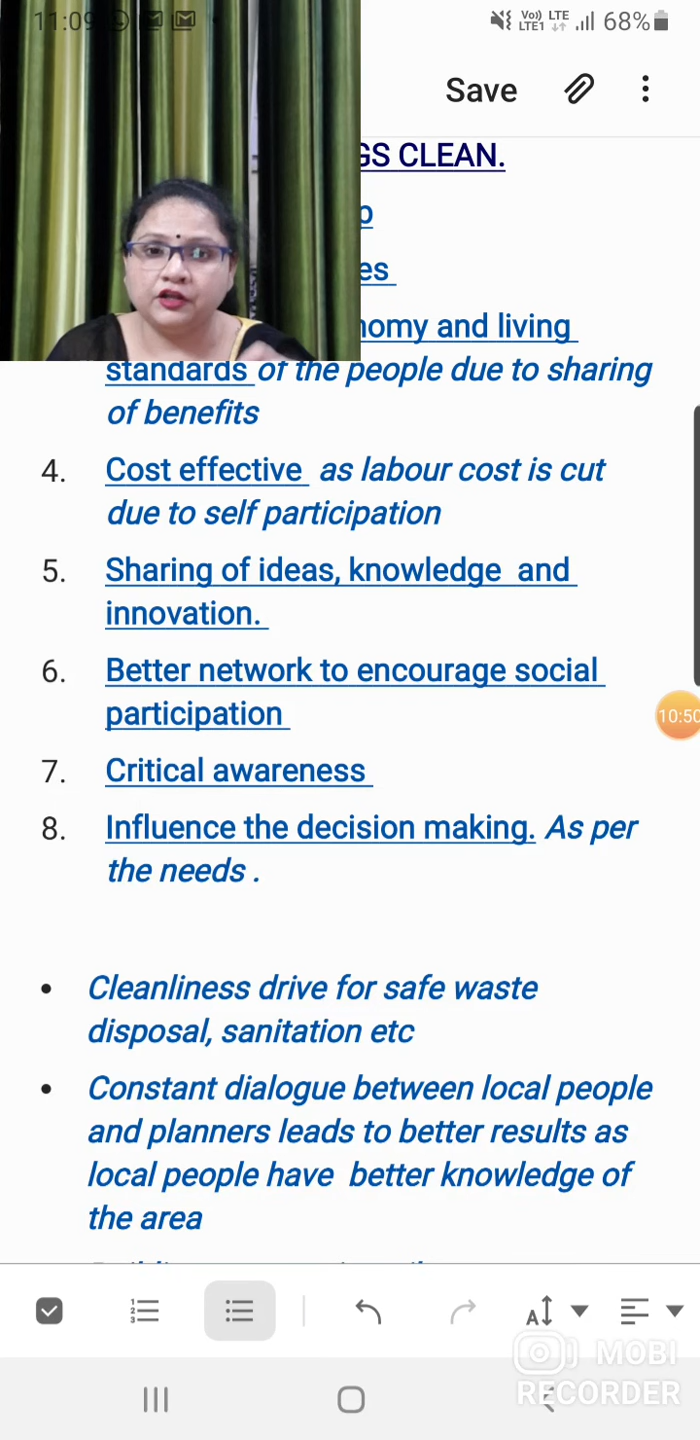 11:09
Vo)) LTE
LTE1
68%
Save
GS CLEAN.
p
es
nomy and living
standards of the people due to sharing
of benefits
4. Cost effective as labour cost is cut
due to self participation
5. Sharing of ideas, knowledge and
innovation.
6. Better network to encourage social
participation
10:50
7. Critical awareness
8. Influence the decision making. As per
the needs .
• Cleanliness drive for safe waste
disposal, sanitation etc
• Constant dialogue between local people
and planners leads to better results as
local people have better knowledge of
the area
MOBI
RECORDER